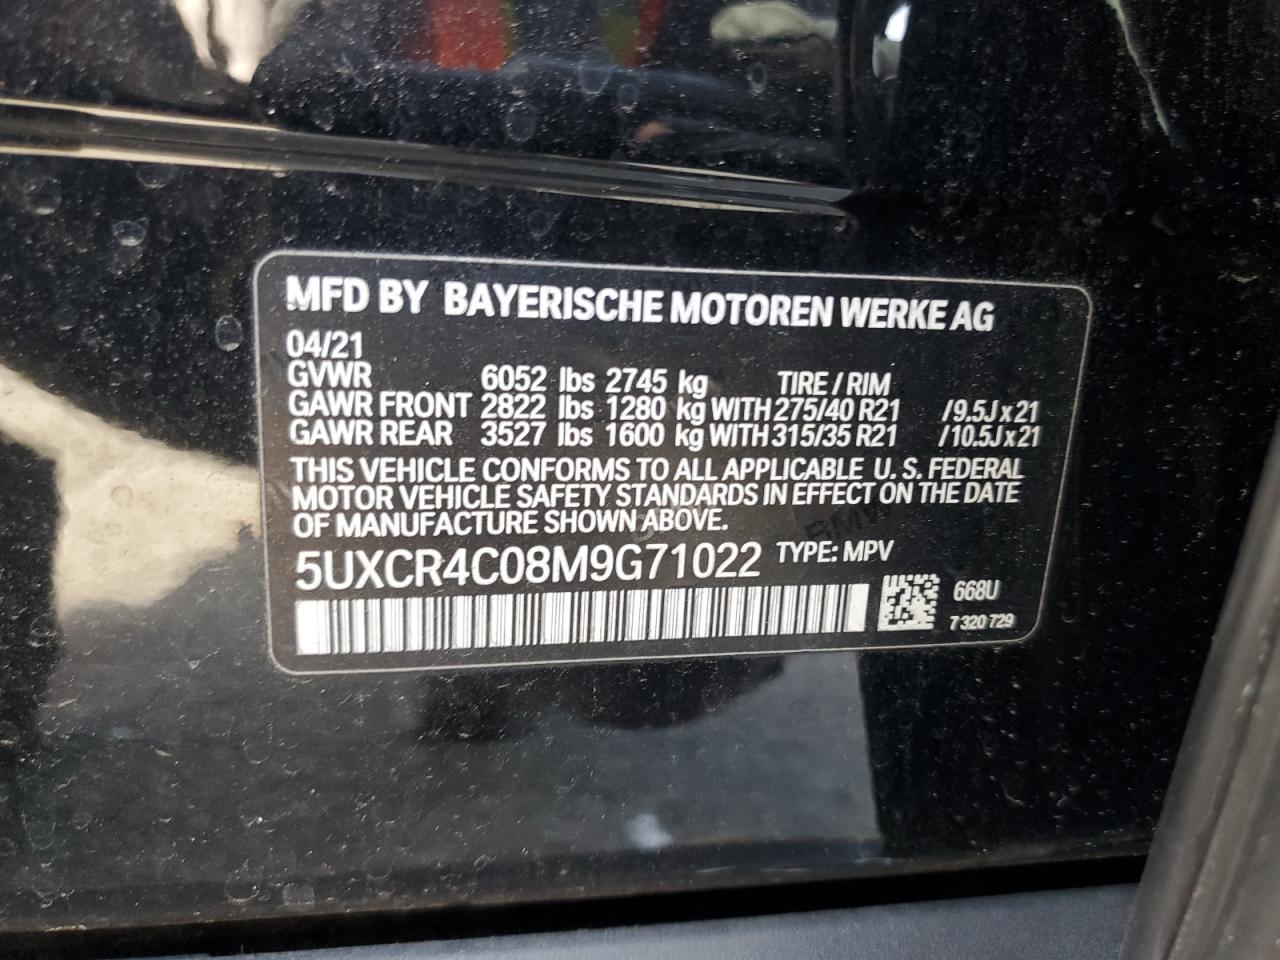 MFD BY BAYERISCHE MOTOREN WERKE AG
04/21
GVWR 6052 lbs 2745 kg TIRE / RIM
GAWR FRONT 2822 lbs 1280 kg WITH 275/40 R21 /9.5J x 21
GAWR REAR 3527 lbs 1600 kg WITH 315/35 R21 /10.5J x 21
THIS VEHICLE CONFORMS TO ALL APPLICABLE U. S. FEDERAL
MOTOR VEHICLE SAFETY STANDARDS IN EFFECT ON THE DATE
OF MANUFACTURE SHOWN ABOVE.
BMW
5UXCR4C08M9G71022 TYPE: MPV
668U
7 320 729